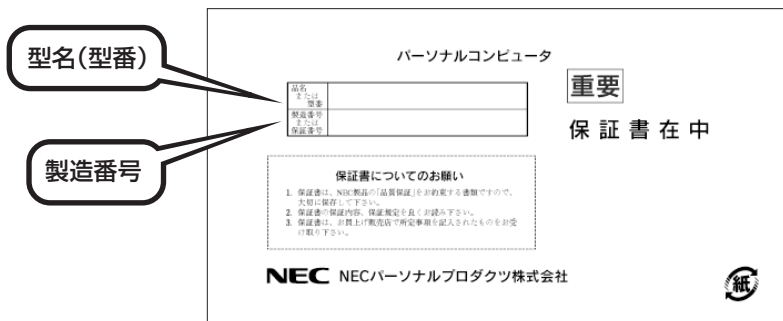 型名(型番)
製造番号
パーソナルコンピュータ
品名
または
型番
製造番号
または
保証番号
重要
保証書在中
保証書についてのお願い
1. 保証書は、NEC製品の「品質保証」をお約束する書類ですので、
大切に保存して下さい。
2. 保証書の保証内容、保証規定を良くお読み下さい。
3. 保証書は、お買上げ販売店で所定事項を記入されたものをお受
け取り下さい。
NEC NECパーソナルプロダクツ株式会社
紙